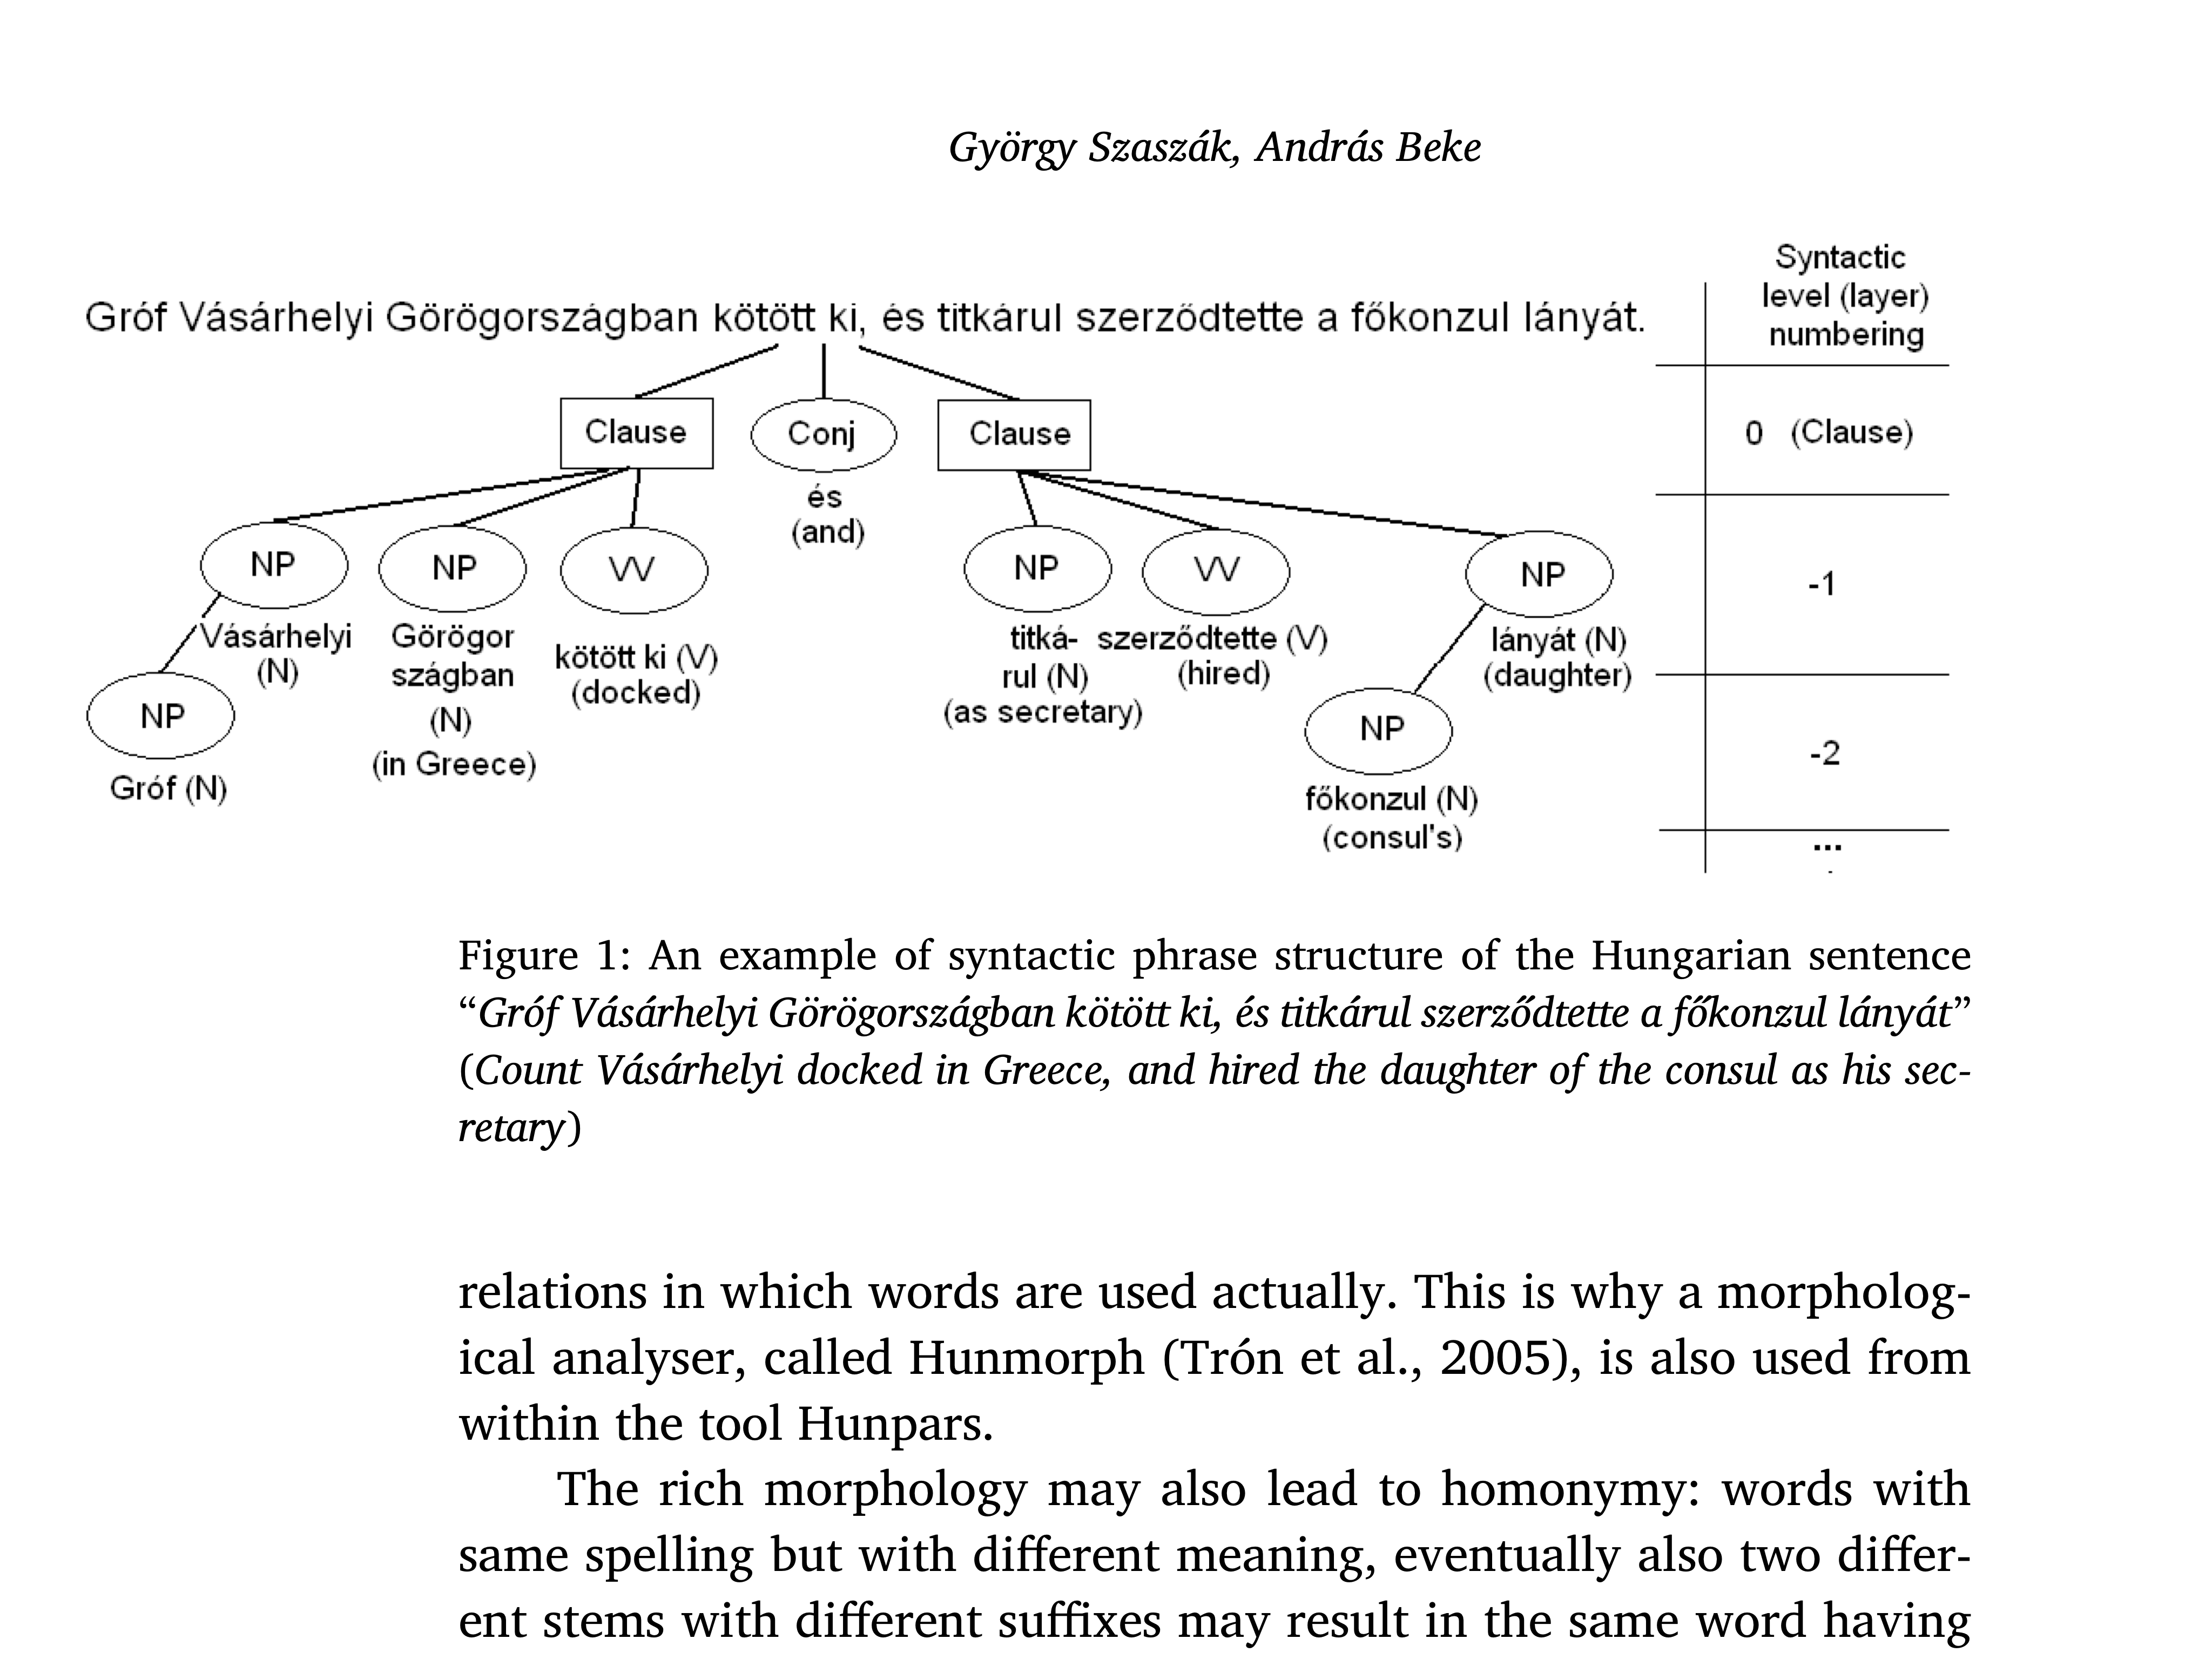 György Szaszák, András Beke
Gróf Vásárhelyi Görögországban kötött ki, és titkárul szerződtette a főkonzul lányát.
Syntactic
level (layer)
numbering
Clause
Conj
Clause
0 (Clause)
és
(and)
NP
NP
VV
NP
VV
NP
-1
Vásárhelyi
(N)
Görögor
szágban
(N)
(in Greece)
kötött ki (V)
(docked)
titká-
rul (N)
(as secretary)
szerződtette (V)
(hired)
lányát (N)
(daughter)
NP
Gróf (N)
NP
főkonzul (N)
(consul's)
-2
...
Figure 1: An example of syntactic phrase structure of the Hungarian sentence
“Gróf Vásárhelyi Görögországban kötött ki, és titkárul szerződtette a főkonzul lányát”
(Count Vásárhelyi docked in Greece, and hired the daughter of the consul as his sec-
retary)
relations in which words are used actually. This is why a morpholog-
ical analyser, called Hunmorph (Trón et al., 2005), is also used from
within the tool Hunpars.
The rich morphology may also lead to homonymy: words with
same spelling but with different meaning, eventually also two differ-
ent stems with different suffixes may result in the same word having